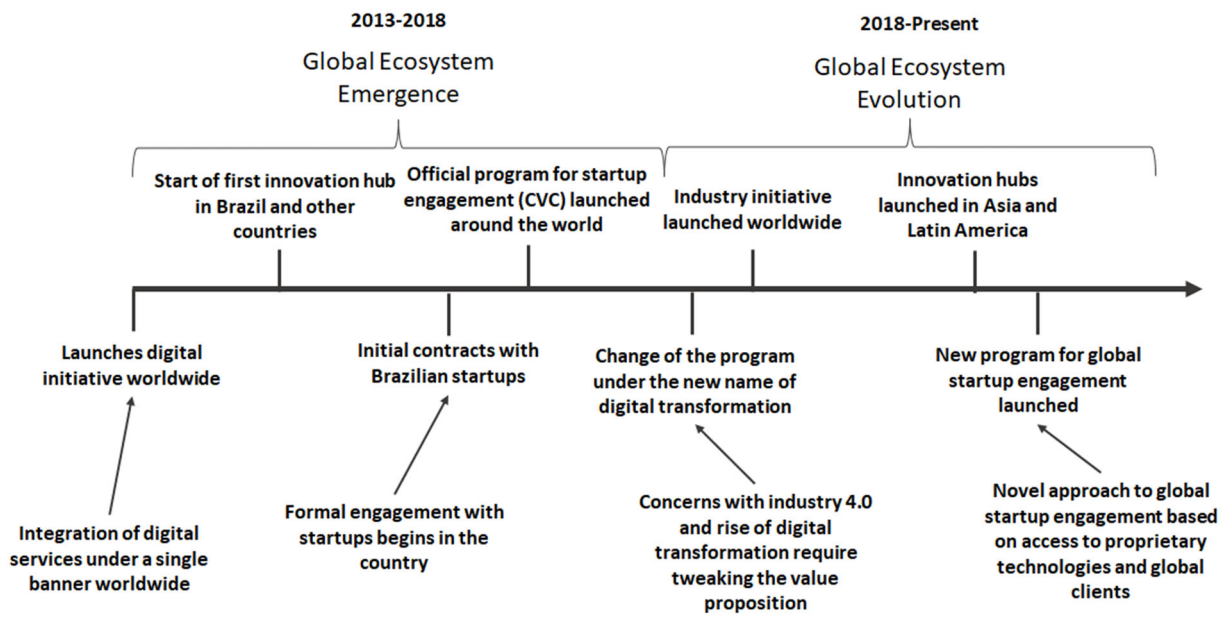 2013-2018
Global Ecosystem
Emergence
2018-Present
Global Ecosystem
Evolution
Start of first innovation hub
in Brazil and other
countries
Official program for startup
engagement (CVC) launched
around the world
Industry initiative
launched worldwide
Innovation hubs
launched in Asia and
Latin America
Launches digital
initiative worldwide
Initial contracts with
Brazilian startups
Change of the program
under the new name of
digital transformation
New program for global
startup engagement
launched
Integration of digital
services under a single
banner worldwide
Formal engagement with
startups begins in the
country
Concerns with industry 4.0
and rise of digital
transformation require
tweaking the value
proposition
Novel approach to global
startup engagement based
on access to proprietary
technologies and global
clients